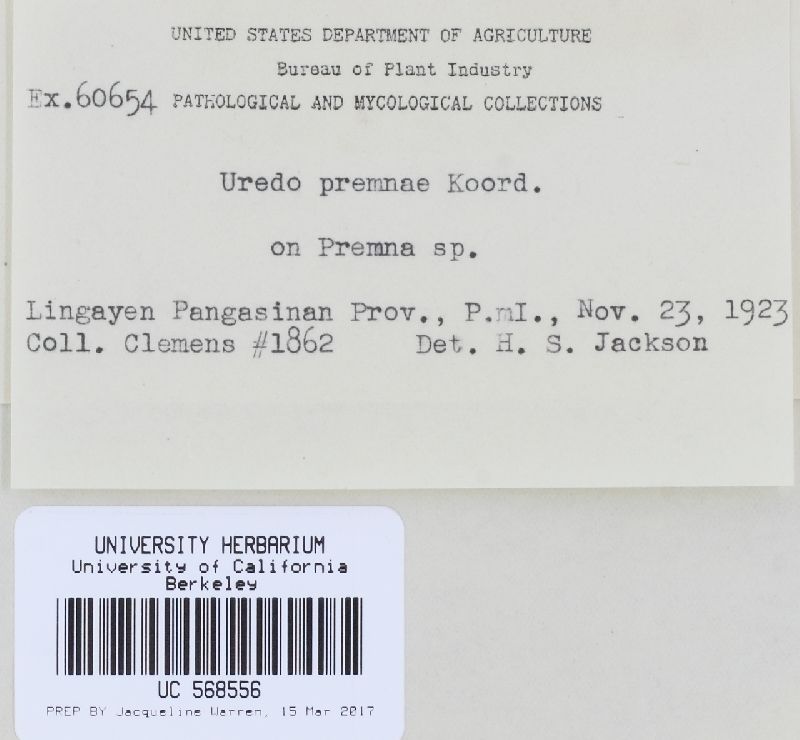 UNITED STATES DEPARTMENT OF AGRICULTURE
Bureau of Plant Industry
Ex.60654 PATHOLOGICAL AND MYCOLOGICAL COLLECTIONS
Uredo premnae Koord.
on Premna sp.
Lingayen Pangasinan Prov., P.mI., Nov. 23, 1923
Coll. Clemens #1862 Det. H. S. Jackson
UNIVERSITY HERBARIUM
University of California
Berkeley
UC 568556
PREP BY Jacqueline Warren, 15 Mar 2017